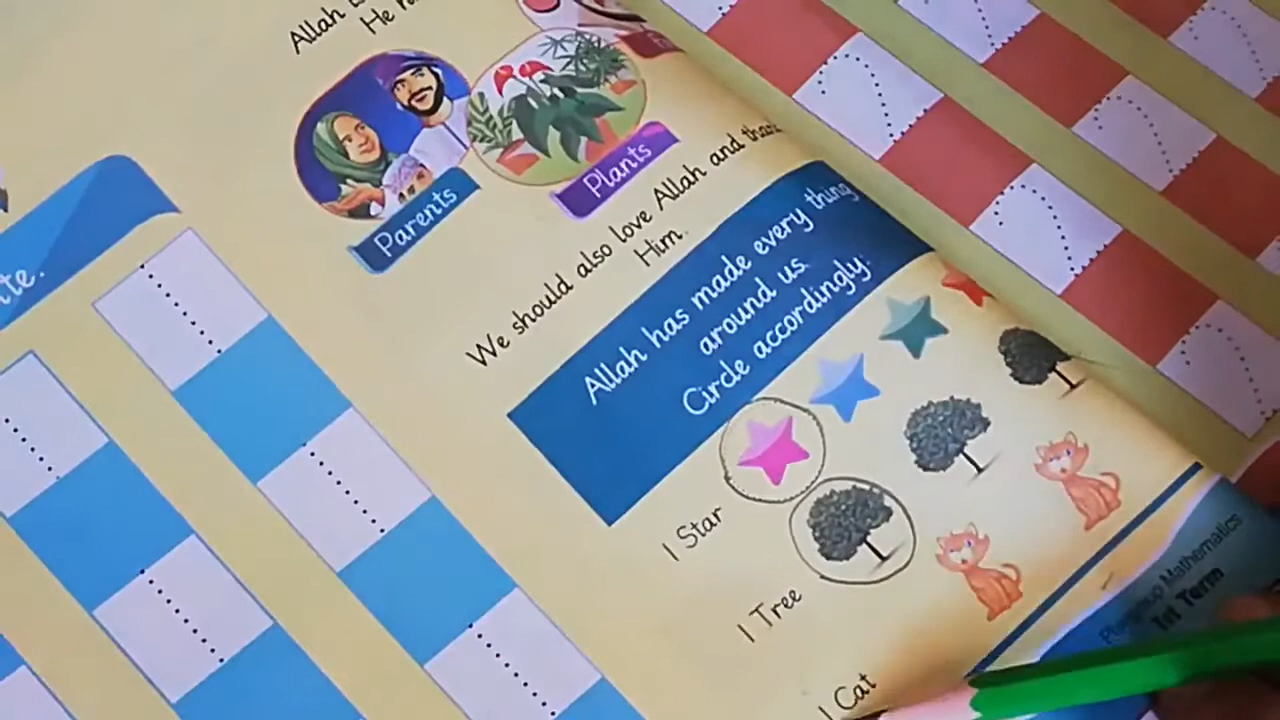 Allah
He
Parents
Plants
We should also love Allah and
Him.
Allah has made every thing
around us.
Circle accordingly.
1 Star
1 Tree
1 Cat
Mathematics
1st Term